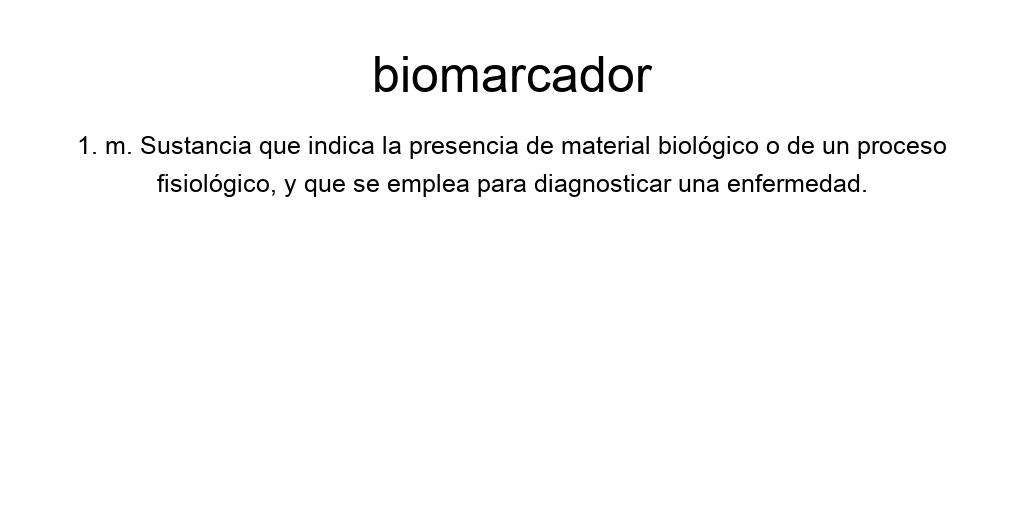 biomarcador
1. m. Sustancia que indica la presencia de material biológico o de un proceso
fisiológico, y que se emplea para diagnosticar una enfermedad.